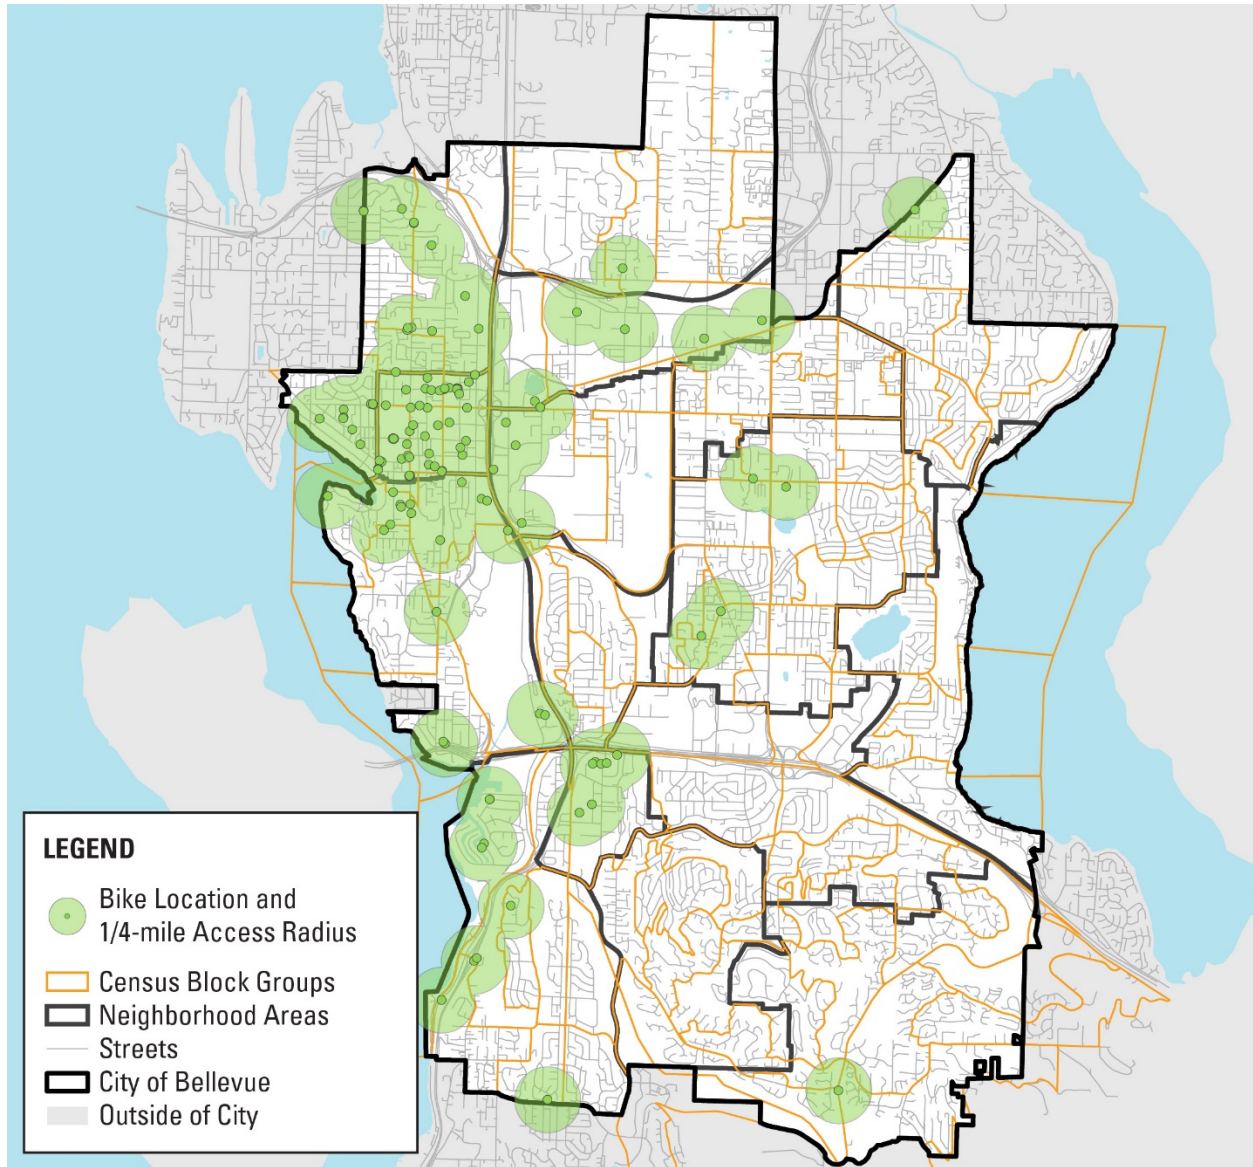 LEGEND
Bike Location and
1/4-mile Access Radius
Census Block Groups
Neighborhood Areas
Streets
City of Bellevue
Outside of City